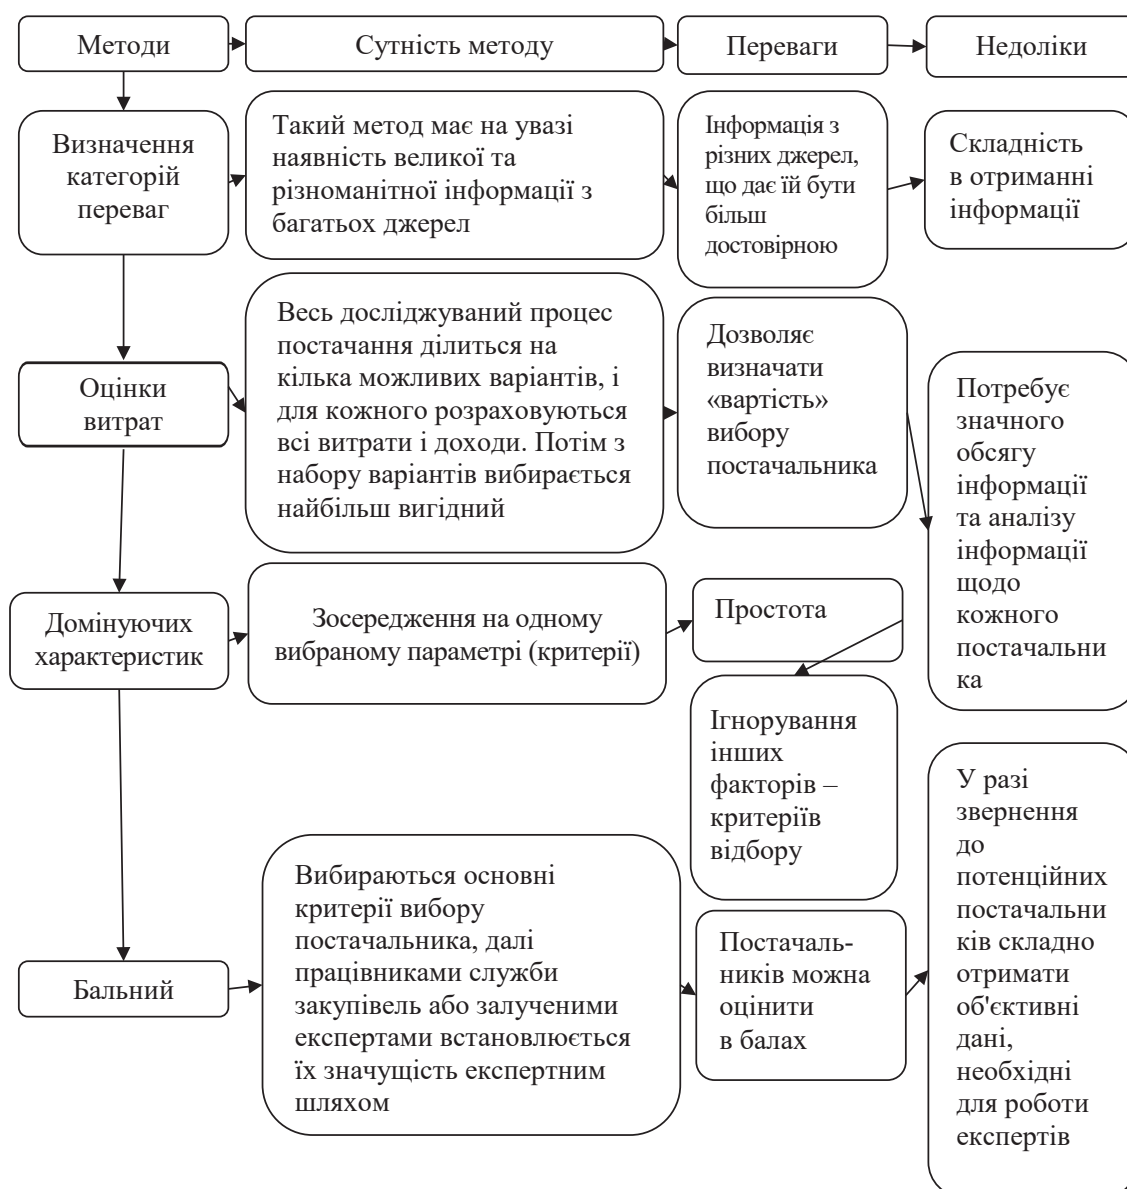 Методи
Сутність методу
Переваги
Недоліки
Визначення
категорій
переваг
Такий метод має на увазі
наявність великої та
різноманітної інформації з
багатьох джерел
Інформація з
різних джерел,
що дає їй бути
більш
достовірною
Складність
в отриманні
інформації
Оцінки
витрат
Весь досліджуваний процес
постачання ділиться на
кілька можливих варіантів, і
для кожного розраховуються
всі витрати і доходи. Потім з
набору варіантів вибирається
найбільш вигідний
Дозволяє
визначати
«вартість»
вибору
постачальника
Потребує
значного
обсягу
інформації
та аналізу
інформації
щодо
кожного
постачальни
ка
Домінуючих
характеристик
Зосередження на одному
вибраному параметрі (критерії)
Простота
Ігнорування
інших
факторів –
критеріїв
відбору
Бальний
Вибираються основні
критерії вибору
постачальника, далі
працівниками служби
закупівель або залученими
експертами встановлюється
їх значущість експертним
шляхом
Постачаль-
ників можна
оцінити
в балах
У разі
звернення
до
потенційних
постачальни
ків складно
отримати
об'єктивні
дані,
необхідні
для роботи
експертів